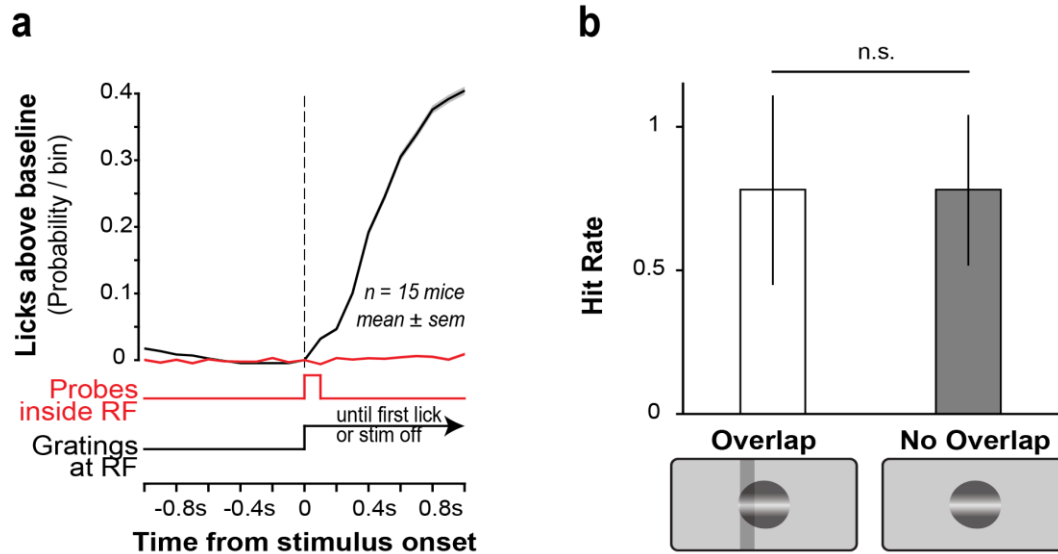 a
Licks above baseline
(Probability / bin)
0.4
0.3
0.2
0.1
0
n = 15 mice
mean ± sem
Probes
inside RF
Gratings
at RF
until first lick
or stim off
-0.8s
-0.4s
0
0.4s
0.8s
Time from stimulus onset
b
n.s.
Hit Rate
1
0.5
0
Overlap
No Overlap